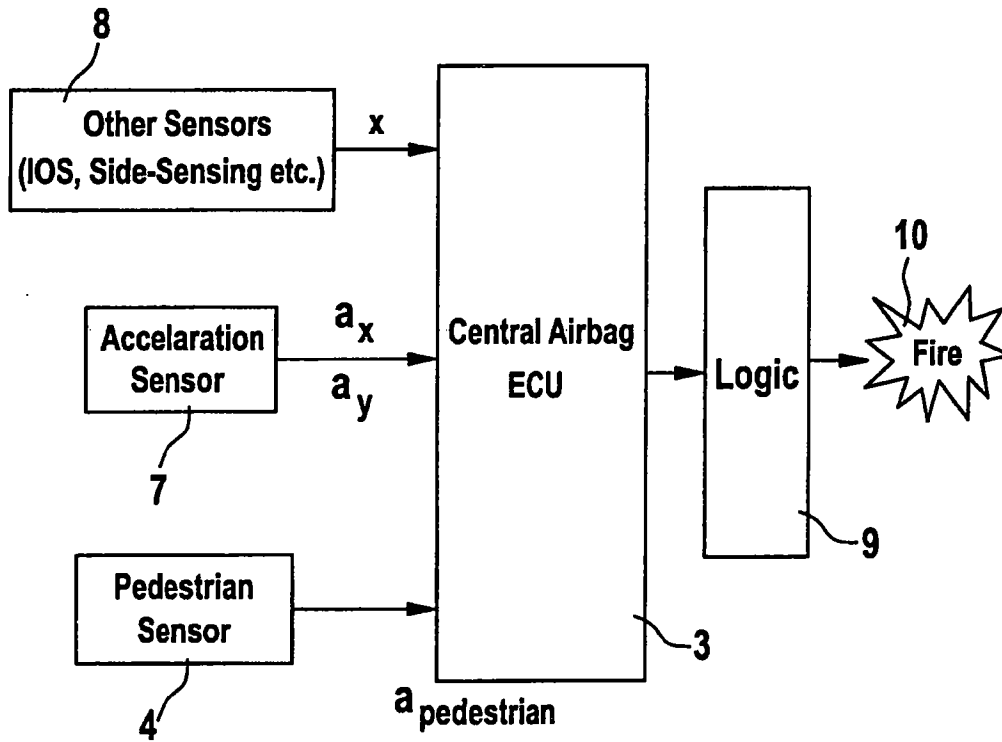 8
Other Sensors
(IOS, Side-Sensing etc.)
x
Accelaration
Sensor
7
a x
a y
Pedestrian
Sensor
4
a pedestrian
Central Airbag
ECU
3
Logic
9
10
Fire